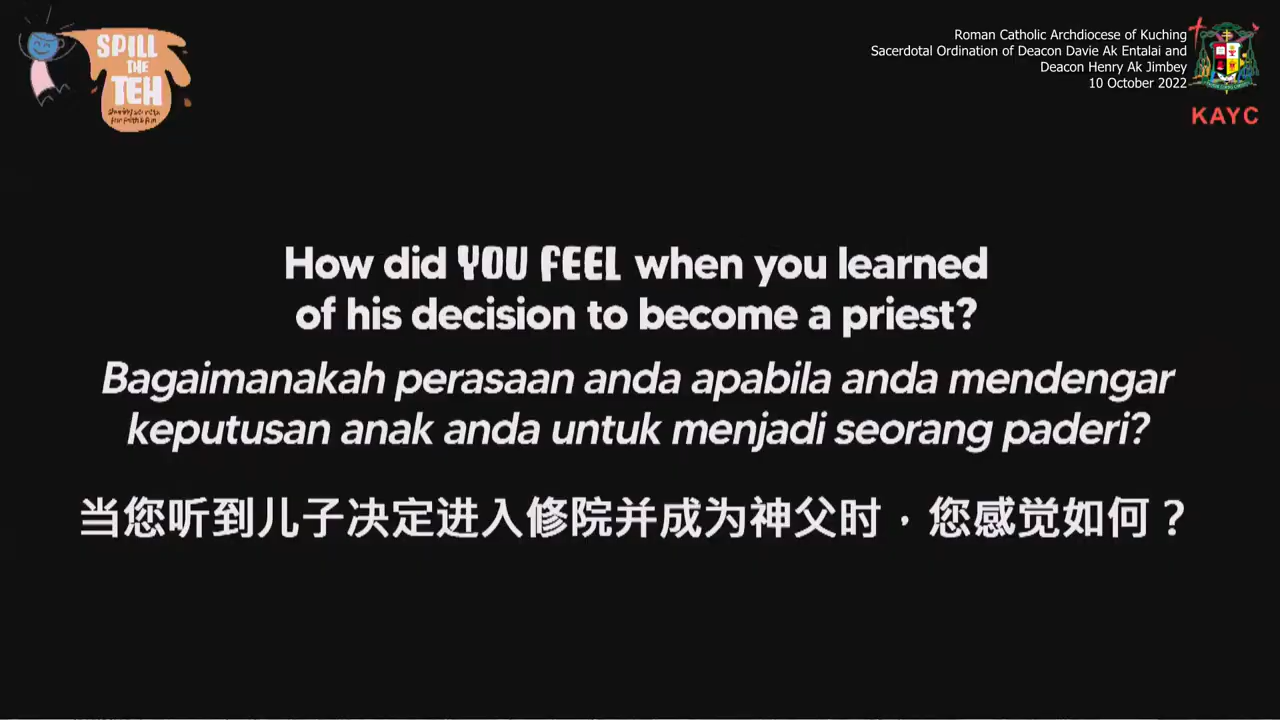 SPILL
THE
TEH
Roman Catholic Archdiocese of Kuching
Sacerdotal Ordination of Deacon Davie Ak Entalai and
Deacon Henry Ak Jimbey
10 October 2022
KAYC
How did YOU FEEL when you learned
of his decision to become a priest?
Bagaimanakah perasaan anda apabila anda mendengar
keputusan anak anda untuk menjadi seorang paderi?
当您听到儿子决定进入修院并成为神父时，您感觉如何？